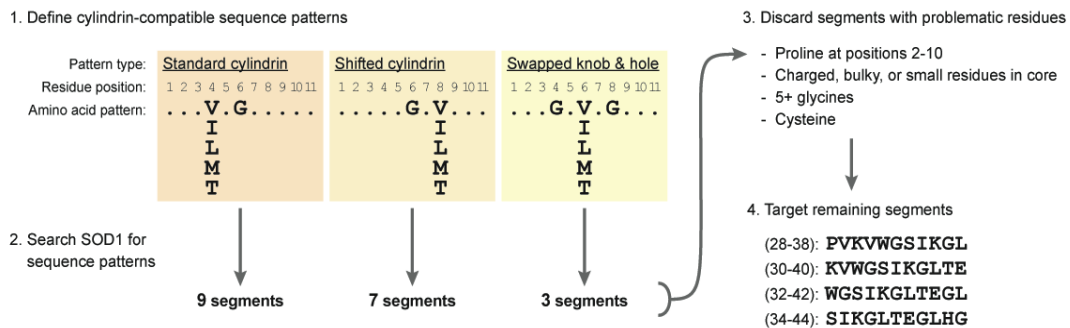 1. Define cylindrin-compatible sequence patterns
Pattern type: Standard cylindrin Shifted cylindrin Swapped knob & hole
Residue position: 1 2 3 4 5 6 7 8 9 10 11 1 2 3 4 5 6 7 8 9 10 11 1 2 3 4 5 6 7 8 9 10 11
Amino acid pattern: . . . V . G . . . . . . . . . . G . V . . . . . . G . V . G . . .
I I I
L L L
M M M
T T T
2. Search SOD1 for
sequence patterns
9 segments 7 segments 3 segments
3. Discard segments with problematic residues
- Proline at positions 2-10
- Charged, bulky, or small residues in core
- 5+ glycines
- Cysteine
4. Target remaining segments
(28-38): PVKVWGSIKGL
(30-40): KVWGSIKGLTE
(32-42): WGSIKGLTEGL
(34-44): SIKGLTEGLHG